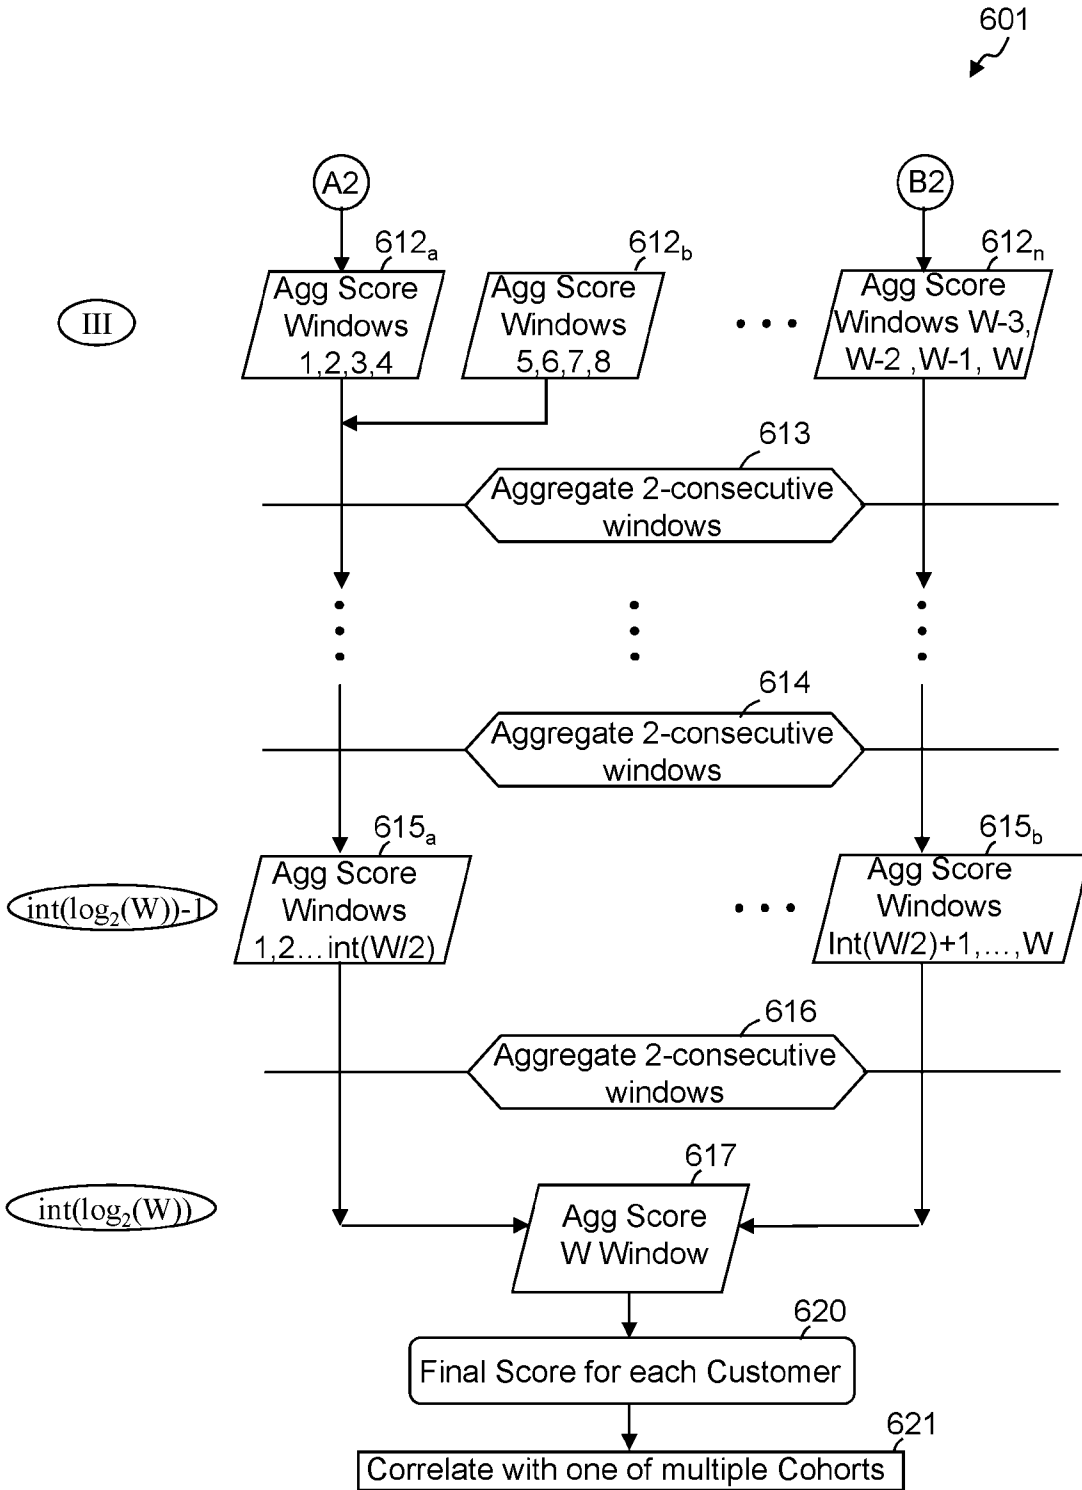 601
A2
B2
612a
612b
612n
III
Agg Score
Windows
1,2,3,4
Agg Score
Windows
5,6,7,8
Agg Score
Windows W-3,
W-2 ,W-1, W
613
Aggregate 2-consecutive
windows
614
Aggregate 2-consecutive
windows
615a
615b
int(log2(W))-1
Agg Score
Windows
1,2...int(W/2)
Agg Score
Windows
Int(W/2)+1,...,W
616
Aggregate 2-consecutive
windows
617
int(log2(W))
Agg Score
W Window
620
Final Score for each Customer
621
Correlate with one of multiple Cohorts